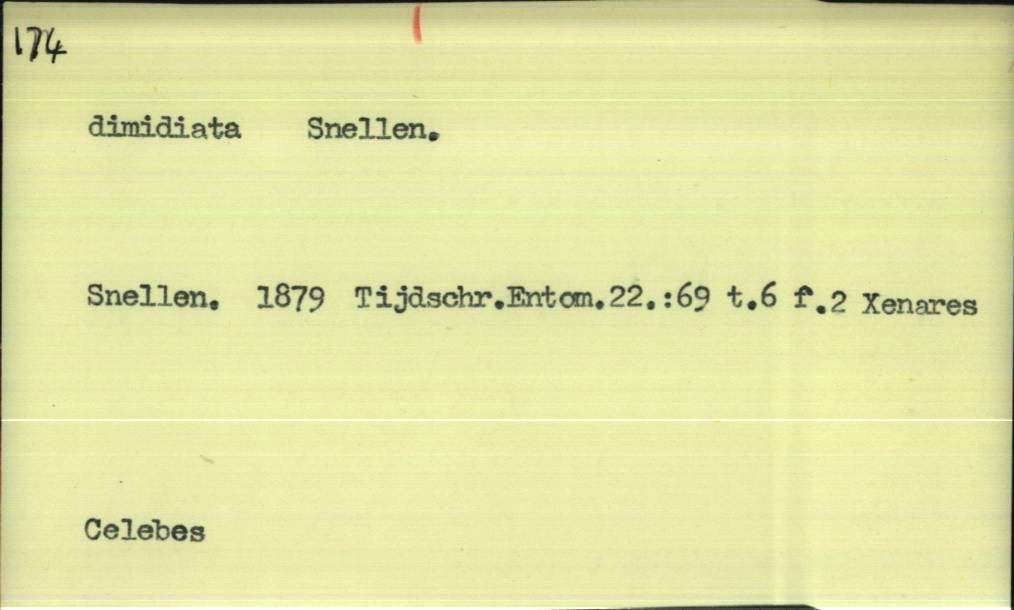 174
dimidiata Snellen.
Snellen. 1879 Tijdschr.Entom.22.:69 t.6 f.2 Xenares
Celebes